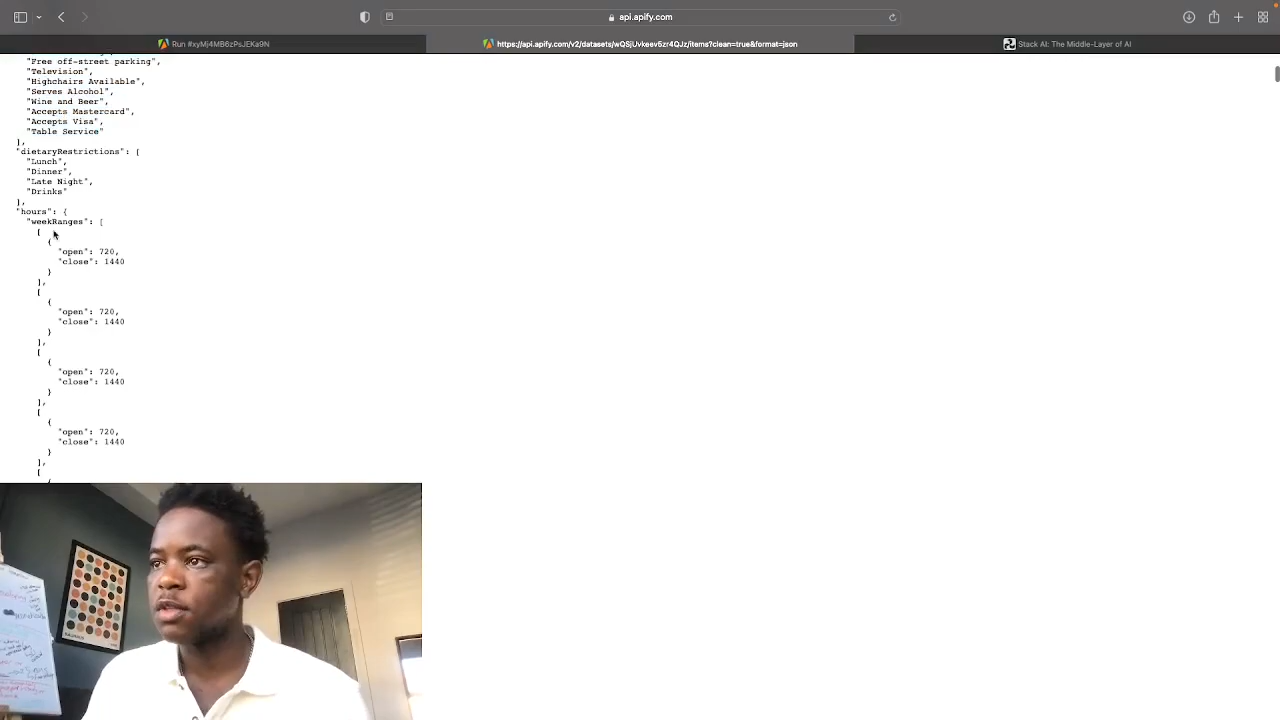 api.apify.com
Run #xyMj4MB6zPsJEKa9N
https://api.apify.com/v2/datasets/wQSjUvkeev5zr4QJz/items?clean=true&format=json
Stack AI: The Middle-Layer of AI
"Free off-street parking",
"Television",
"Highchairs Available",
"Serves Alcohol",
"Wine and Beer",
"Accepts Mastercard",
"Accepts Visa",
"Table Service"
],
"dietaryRestrictions": [
"Lunch",
"Dinner",
"Late Night",
"Drinks"
],
"hours": {
"weekRanges": [
[
{
"open": 720,
"close": 1440
}
],
[
{
"open": 720,
"close": 1440
}
],
[
{
"open": 720,
"close": 1440
}
],
[
{
"open": 720,
"close": 1440
}
],
[
BAUHAUS